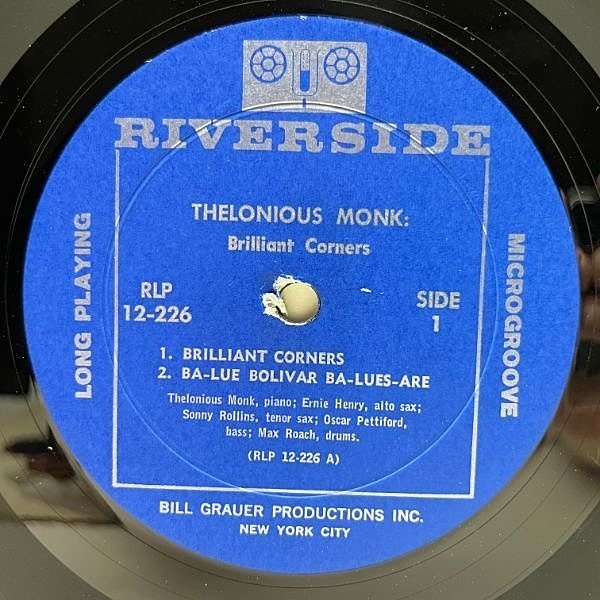 RIVERSIDE
THELONIOUS MONK:
Brilliant Corners
LONG PLAYING
RLP
12-226
SIDE
1
MICROGROOVE
1. BRILLIANT CORNERS
2. BA-LUE BOLIVAR BA-LUES-ARE
Thelonious Monk, piano; Ernie Henry, alto sax;
Sonny Rollins, tenor sax; Oscar Pettiford,
bass; Max Roach, drums.
(RLP 12-226 A)
BILL GRAUER PRODUCTIONS INC.
NEW YORK CITY